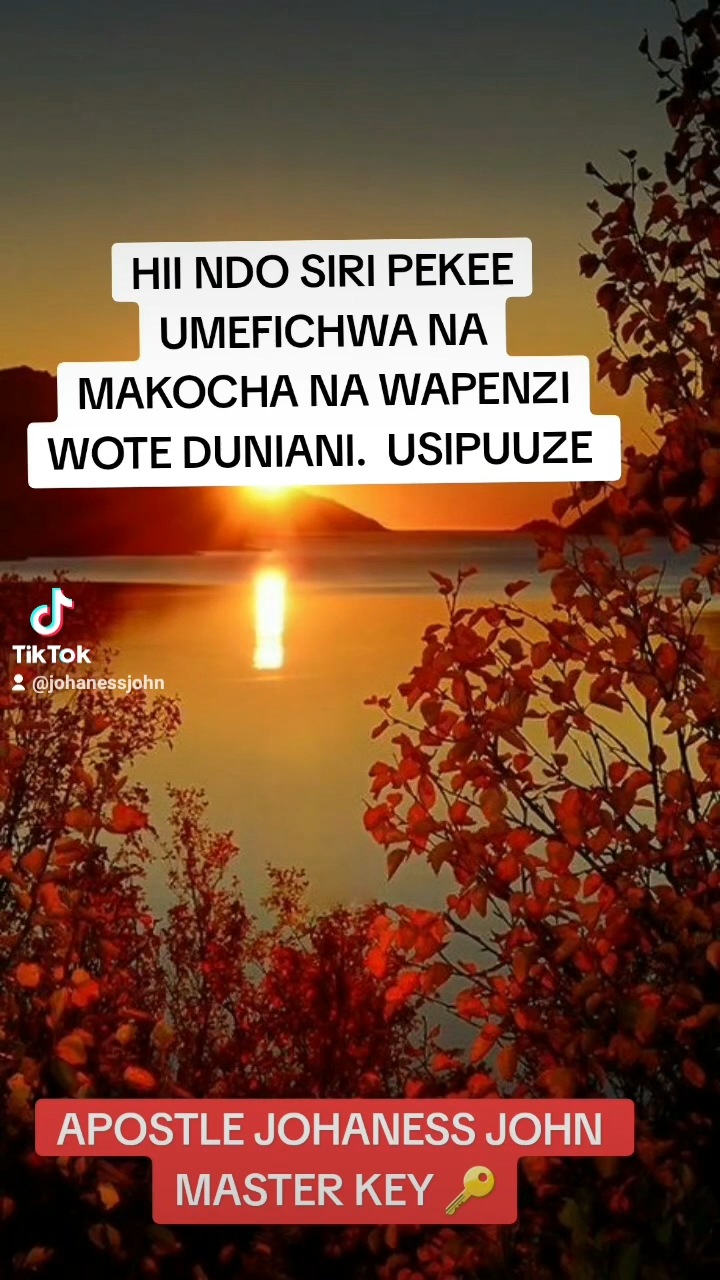 HII NDO SIRI PEKEE
UMEFICHWA NA
MAKOCHA NA WAPENZI
WOTE DUNIANI. USIPUUZE
TikTok
@johanessjohn
APOSTLE JOHANESS JOHN
MASTER KEY 🔑